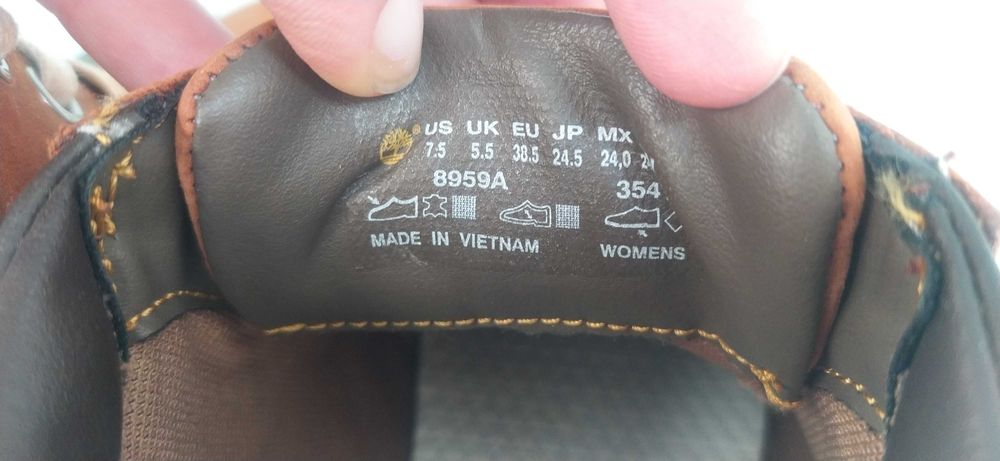 US UK EU JP MX
7.5 5.5 38.5 24.5 24,0
8959A 354
MADE IN VIETNAM WOMENS